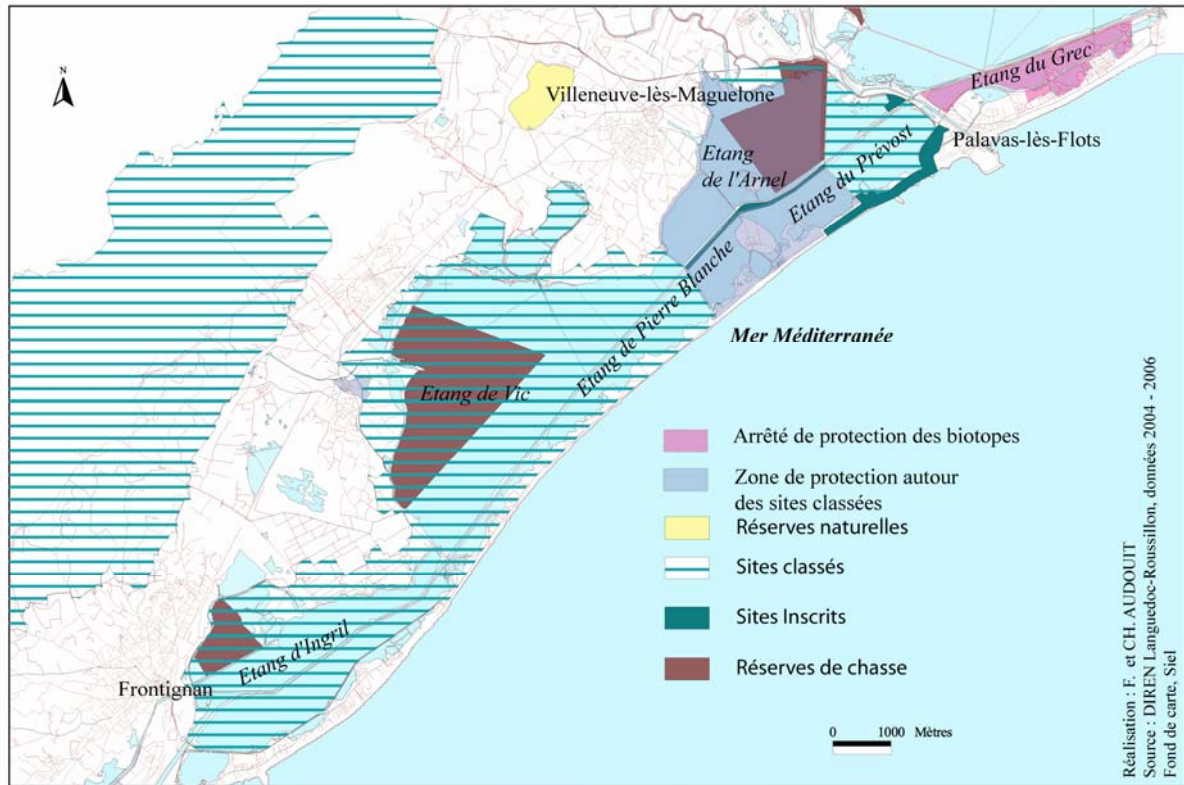 N
Villeneuve-lès-Maguelone
Etang du Grec
Palavas-lès-Flots
Etang
de l'Arnel
Etang du Prévost
Etang de Pierre Blanche
Mer Méditerranée
Etang de Vic
Etang d'Ingril
Frontignan
Arrêté de protection des biotopes
Zone de protection autour
des sites classées
Réserves naturelles
Sites classés
Sites Inscrits
Réserves de chasse
0 1000 Mètres
Réalisation : F. et CH. AUDOUIT
Source : DIREN Languedoc-Roussillon, données 2004 - 2006
Fond de carte, Siel